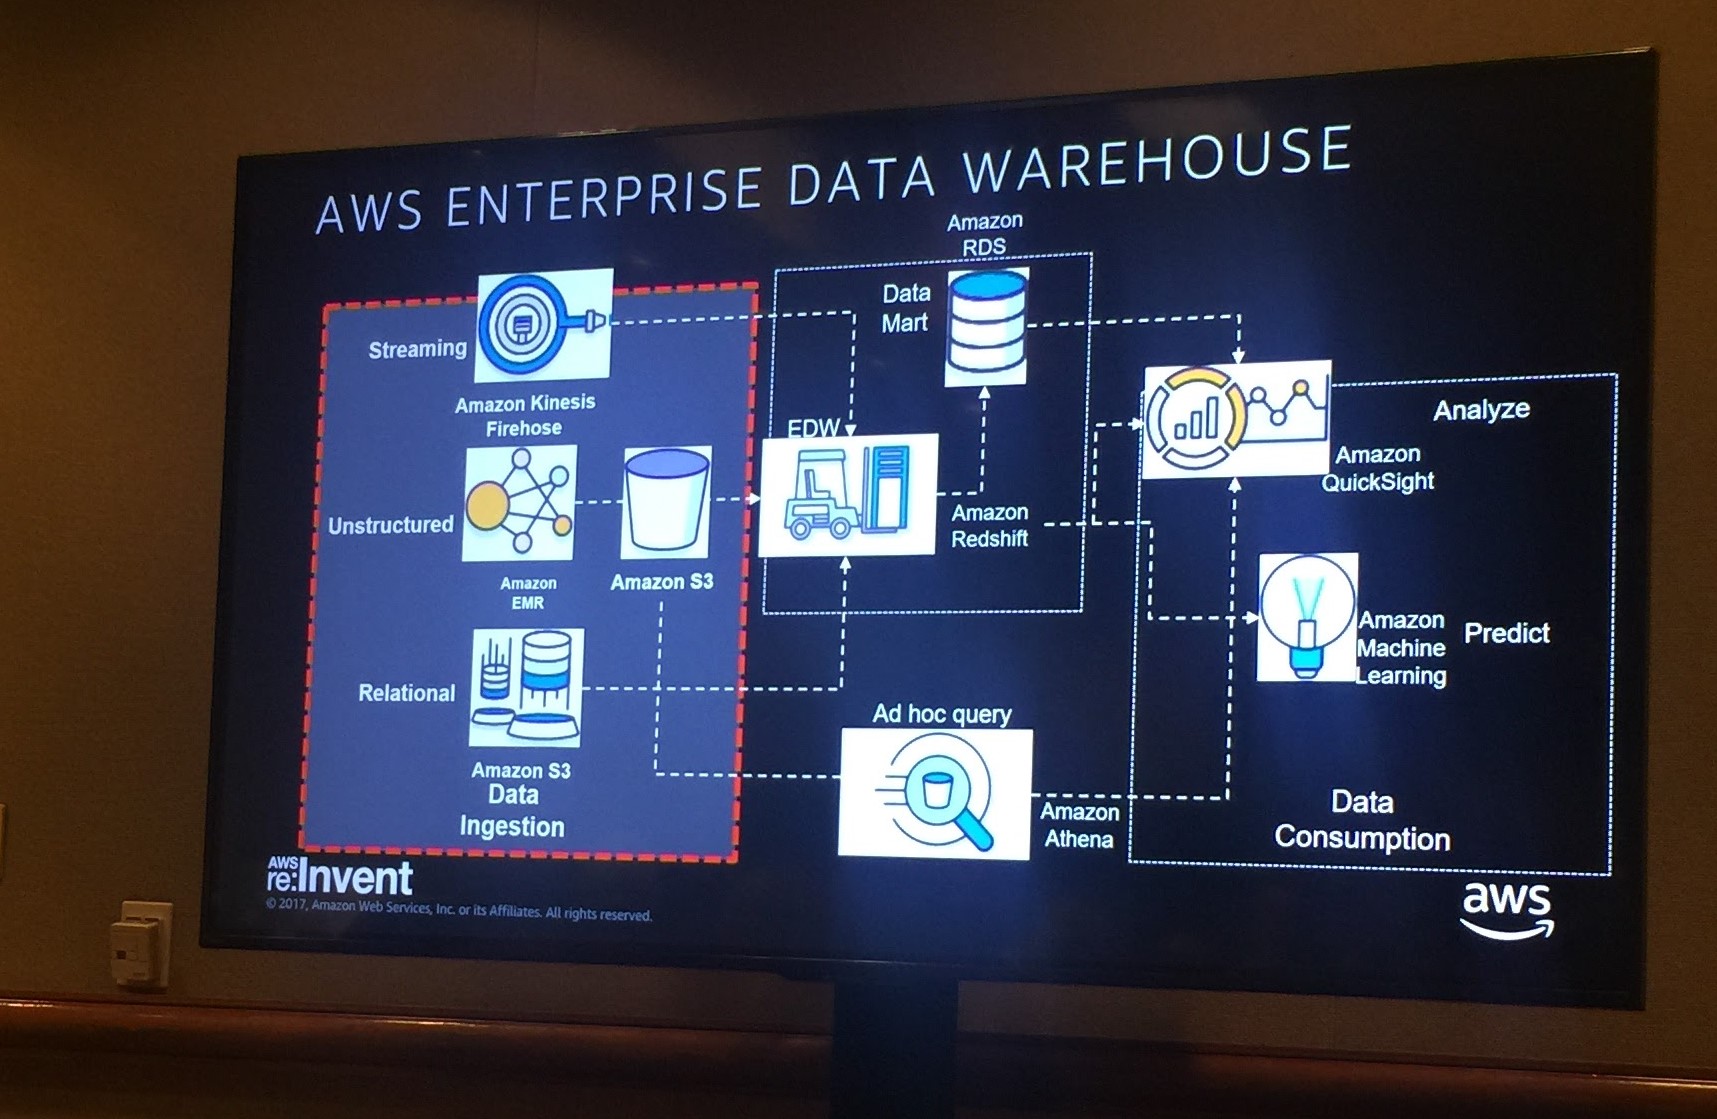 AWS ENTERPRISE DATA WAREHOUSE
Amazon
RDS
Data
Mart
Streaming
Amazon Kinesis
Firehose
EDW
Analyze
Amazon
QuickSight
Unstructured
Amazon
EMR
Amazon S3
Amazon
Redshift
Amazon
Machine
Learning
Predict
Relational
Amazon S3
Data
Ingestion
Ad hoc query
Amazon
Athena
Data
Consumption
AWS
re:Invent
© 2017, Amazon Web Services, Inc. or its Affiliates. All rights reserved.
aws